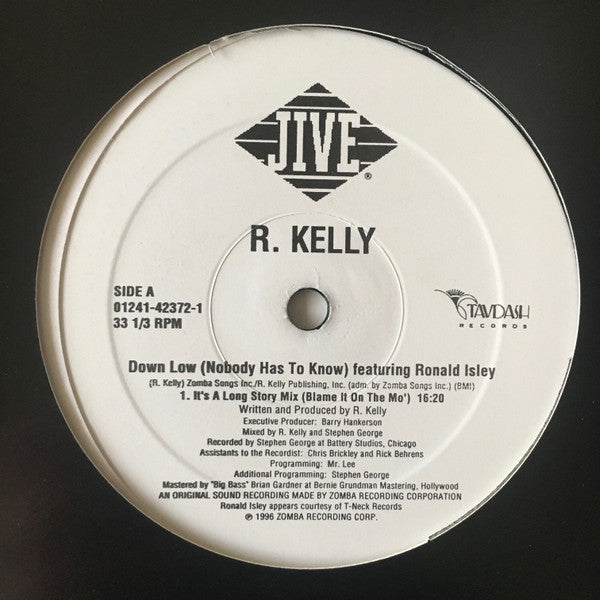 JIVE®
R. KELLY
SIDE A
01241-42372-1
33 1/3 RPM
TAVDASH
RECORDS
Down Low (Nobody Has To Know) featuring Ronald Isley
(R. Kelly) Zomba Songs Inc./R. Kelly Publishing, Inc. (adm. by Zomba Songs Inc.) (BMI)
1. It's A Long Story Mix (Blame It On The Mo') 16:20
Written and Produced by R. Kelly
Executive Producer: Barry Hankerson
Mixed by R. Kelly and Stephen George
Recorded by Stephen George at Battery Studios, Chicago
Assistants to the Recordist: Chris Brickley and Rick Behrens
Programming: Mr. Lee
Additional Programming: Stephen George
Mastered by "Big Bass" Brian Gardner at Bernie Grundman Mastering, Hollywood
AN ORIGINAL SOUND RECORDING MADE BY ZOMBA RECORDING CORPORATION
Ronald Isley appears courtesy of T-Neck Records
℗ 1996 ZOMBA RECORDING CORP.